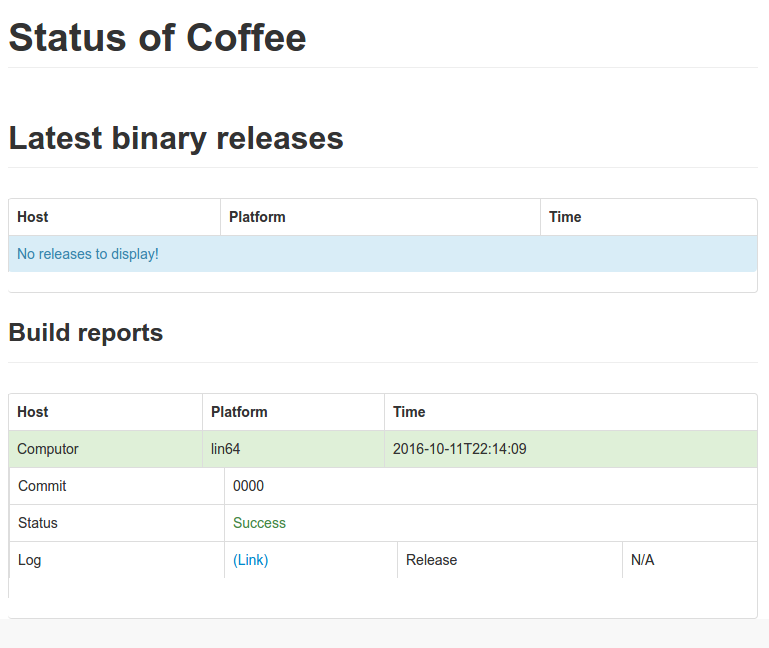 Status of Coffee
Latest binary releases
Host Platform Time
No releases to display!
Build reports
Host Platform Time
Computor lin64 2016-10-11T22:14:09
Commit 0000
Status Success
Log (Link) Release N/A